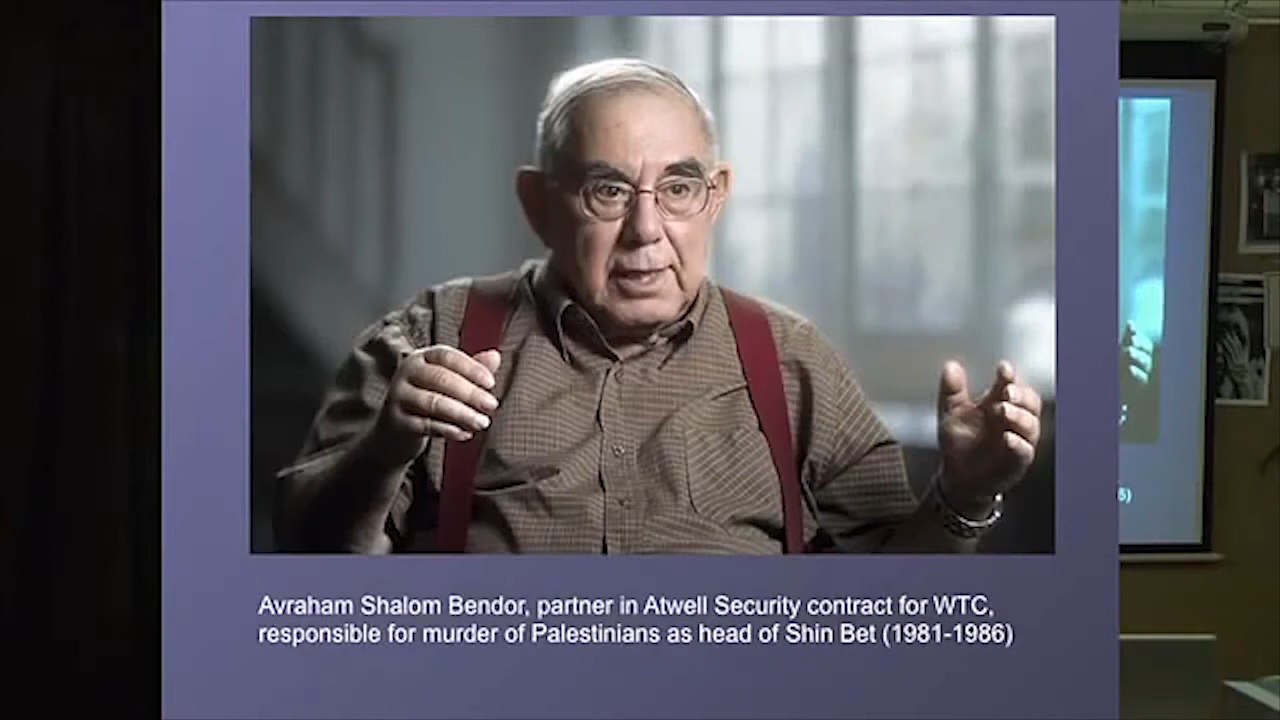 Avraham Shalom Bendor, partner in Atwell Security contract for WTC,
responsible for murder of Palestinians as head of Shin Bet (1981-1986)
6)